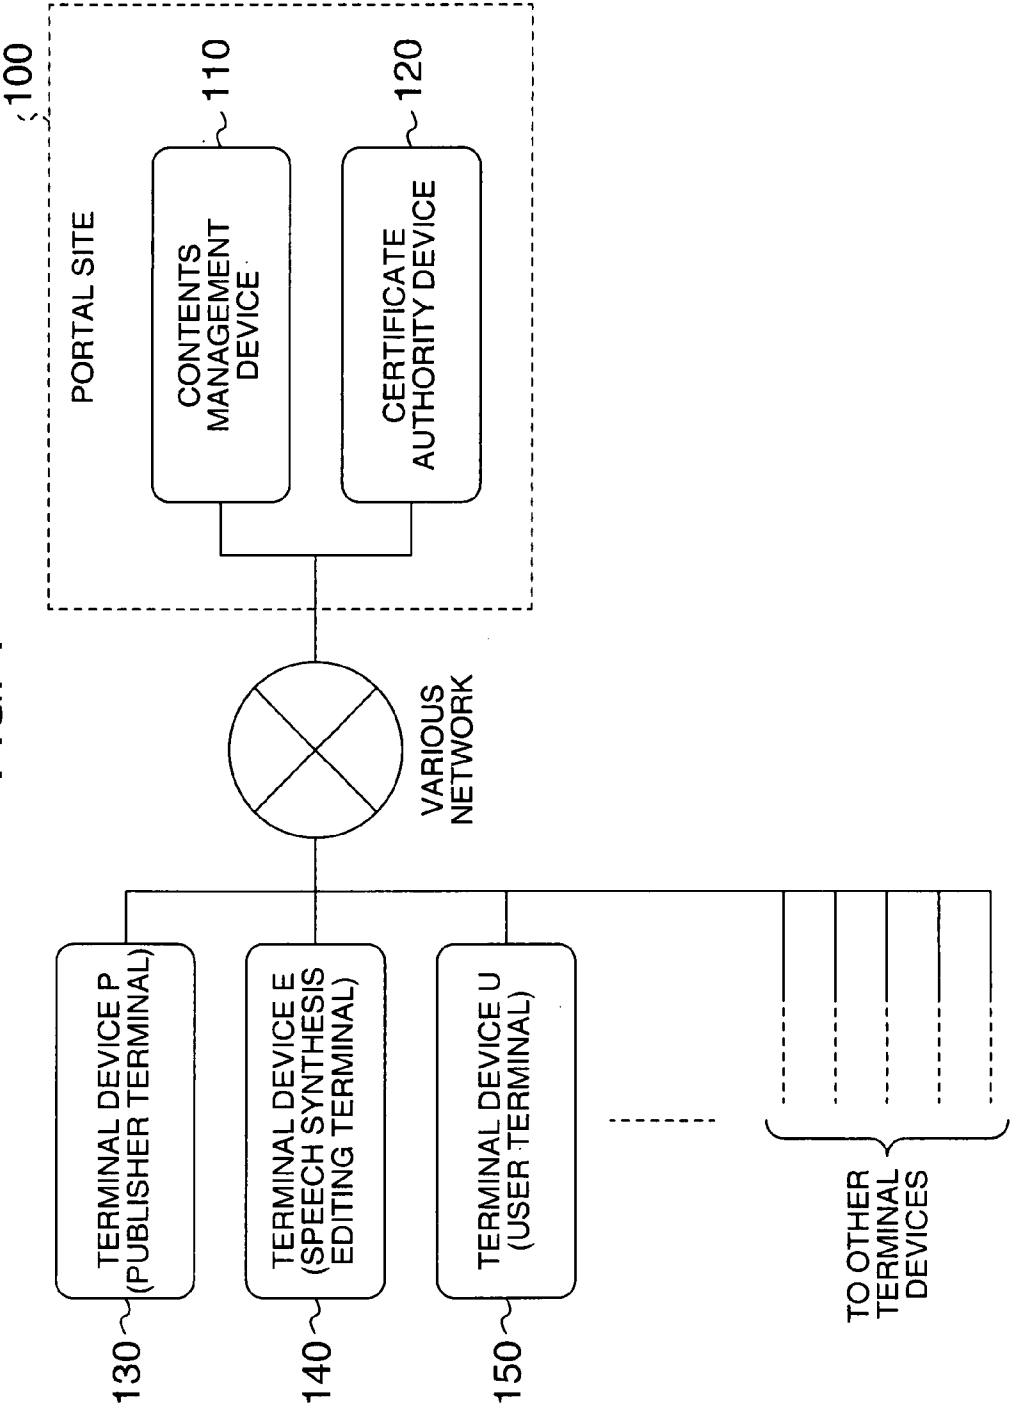 100
PORTAL SITE
110
CONTENTS
MANAGEMENT
DEVICE
120
CERTIFICATE
AUTHORITY DEVICE
VARIOUS
NETWORK
TERMINAL DEVICE P
(PUBLISHER TERMINAL)
130
TERMINAL DEVICE E
(SPEECH SYNTHESIS
EDITING TERMINAL)
140
TERMINAL DEVICE U
(USER TERMINAL)
150
TO OTHER
TERMINAL
DEVICES